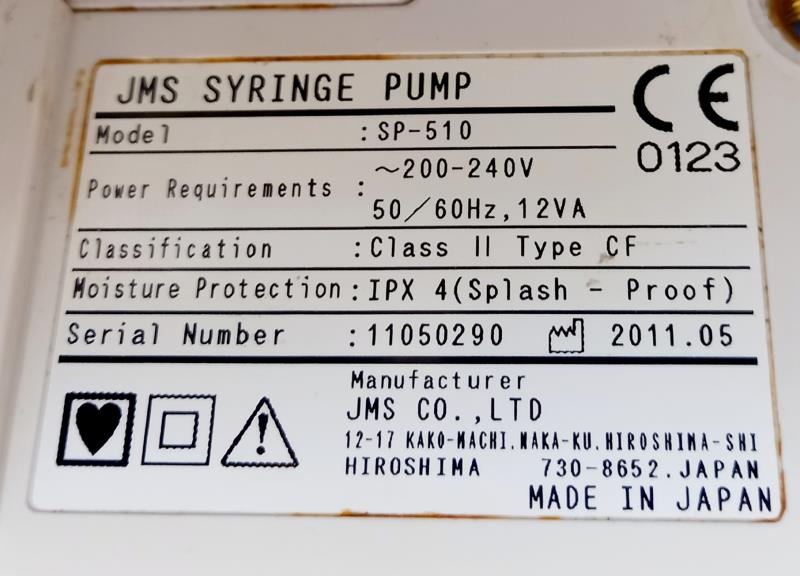 JMS SYRINGE PUMP
CE 0123
Model : SP-510
Power Requirements : ~200-240V
50/60Hz, 12VA
Classification : Class II Type CF
Moisture Protection : IPX 4(Splash - Proof)
Serial Number : 11050290 2011.05
Manufacturer
JMS CO.,LTD
12-17 KAKO-MACHI.NAKA-KU.HIROSHIMA-SHI
HIROSHIMA 730-8652.JAPAN
MADE IN JAPAN